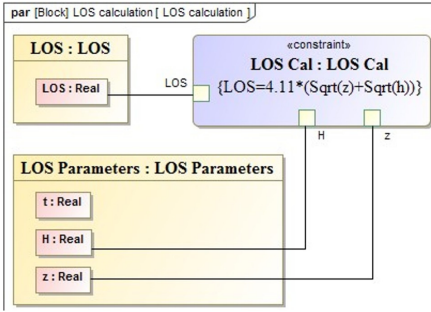 par [Block] LOS calculation [ LOS calculation ]
LOS : LOS
LOS : Real
LOS
«constraint»
LOS Cal : LOS Cal
{LOS=4.11*(Sqrt(z)+Sqrt(h))}
H
z
LOS Parameters : LOS Parameters
t : Real
H : Real
z : Real